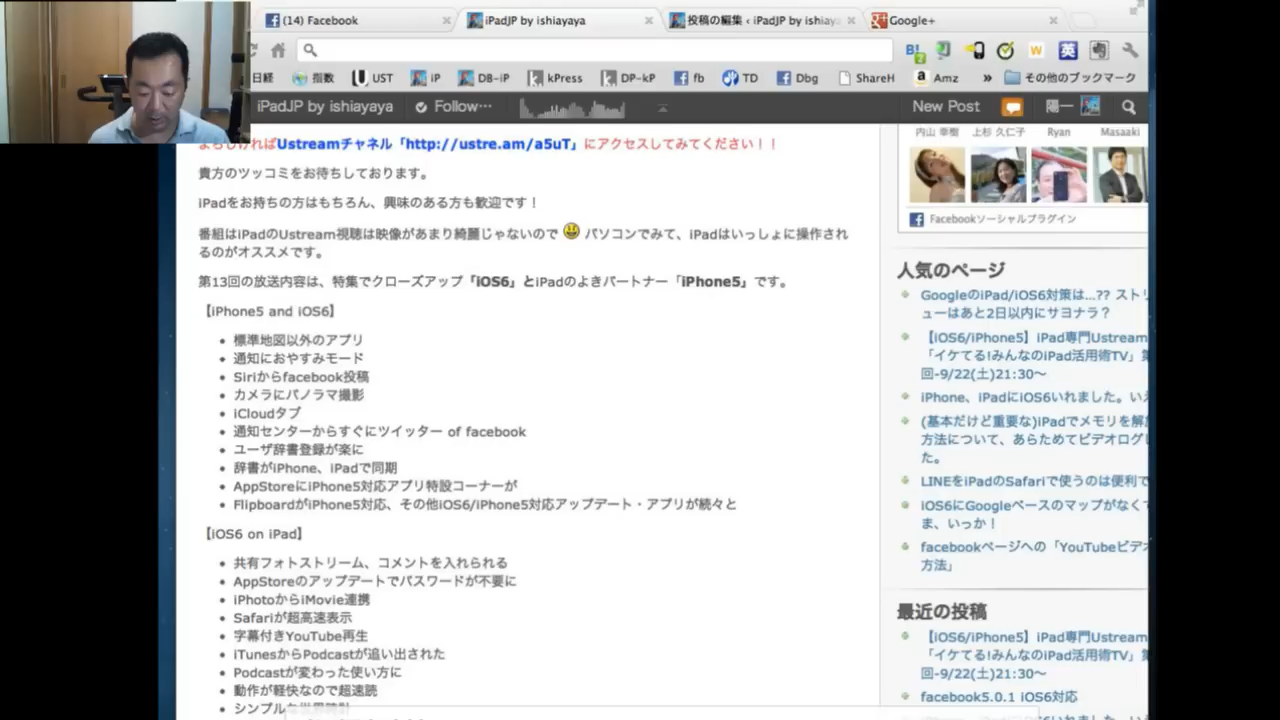 (14) Facebook
iPadJP by ishiayaya
投稿の編集 ‹ iPadJP by ishiaya
Google+
日経 指数 UST iP DB-iP kPress DP-kP fb TD Dbg ShareH Amz » その他のブックマーク
iPadJP by ishiayaya Follow… New Post 陽一
よろしければUstreamチャネル「http://ustre.am/a5uT」にアクセスしてみてください！！
貴方のツッコミをお待ちしております。
iPadをお持ちの方はもちろん、興味のある方も歓迎です！
番組はiPadのUstream視聴は映像があまり綺麗じゃないので パソコンでみて、iPadはいっしょに操作され
るのがオススメです。
第13回の放送内容は、特集でクローズアップ「iOS6」とiPadのよきパートナー「iPhone5」です。
【iPhone5 and iOS6】
標準地図以外のアプリ
通知におやすみモード
Siriからfacebook投稿
カメラにパノラマ撮影
iCloudタブ
通知センターからすぐにツイッター of facebook
ユーザ辞書登録が楽に
辞書がiPhone、iPadで同期
AppStoreにiPhone5対応アプリ特設コーナーが
FlipboardがiPhone5対応、その他iOS6/iPhone5対応アップデート・アプリが続々と
【iOS6 on iPad】
共有フォトストリーム、コメントを入れられる
AppStoreのアップデートでパスワードが不要に
iPhotoからiMovie連携
Safariが超高速表示
字幕付きYouTube再生
iTunesからPodcastが追い出された
Podcastが変わった使い方に
動作が軽快なので超速読
シンプルな世界時計
内山 幸樹 上杉 久仁子 Ryan Masaaki
Facebookソーシャルプラグイン
人気のページ
GoogleのiPad/iOS6対策は...?? ストリ
ューはあと2日以内にサヨナラ？
【iOS6/iPhone5】iPad専門Ustream
「イケてる!みんなのiPad活用術TV」第
回-9/22(土)21:30～
iPhone、iPadにiOS6いれました。いえ
(基本だけど重要な)iPadでメモリを解放
方法について、あらためてビデオログし
た。
LINEをiPadのSafariで使うのは便利で
iOS6にGoogleベースのマップがなくて
ま、いっか！
facebookページへの「YouTubeビデオ
方法」
最近の投稿
【iOS6/iPhone5】iPad専門Ustream
「イケてる!みんなのiPad活用術TV」第
回-9/22(土)21:30～
facebook5.0.1 iOS6対応